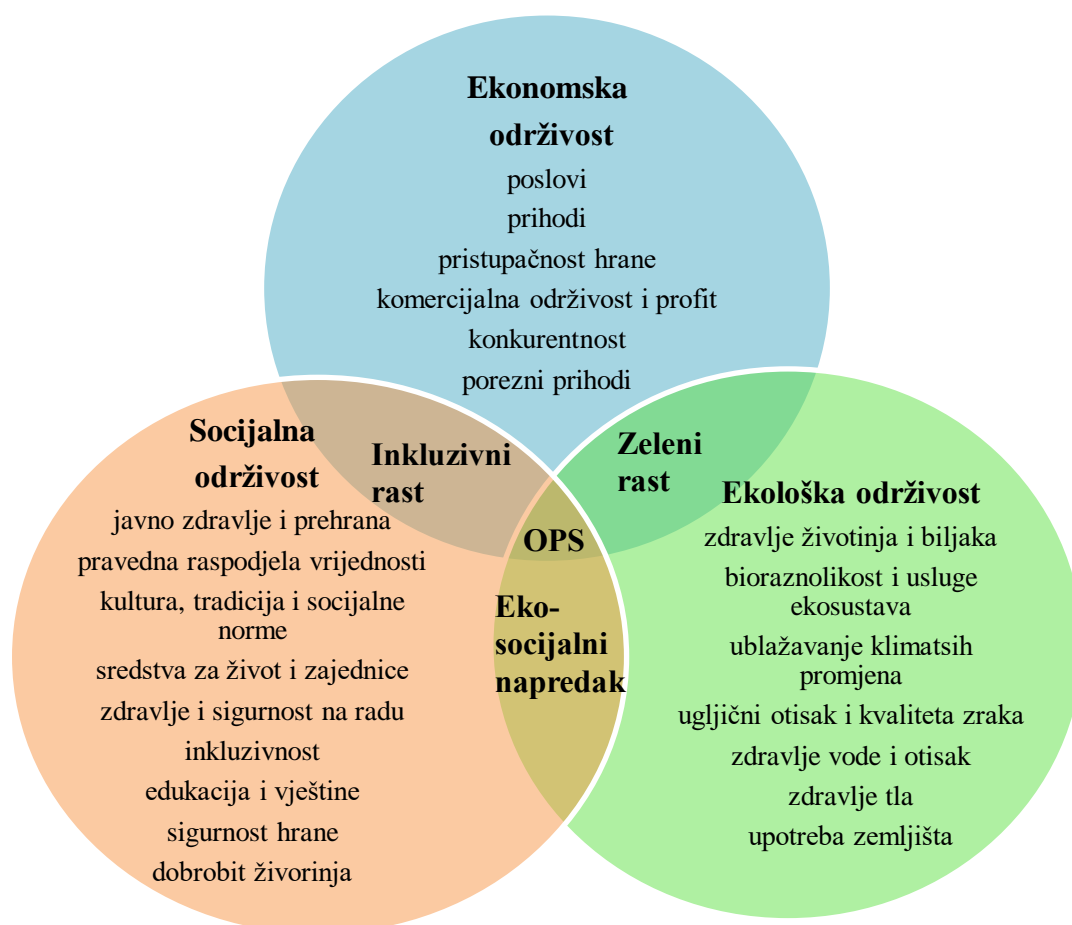 Ekonomska
održivost
poslovi
prihodi
pristupačnost hrane
komercijalna održivost i profit
konkurentnost
porezni prihodi
Socijalna
održivost
javno zdravlje i prehrana
pravedna raspodjela vrijednosti
kultura, tradicija i socijalne
norme
sredstva za život i zajednice
zdravlje i sigurnost na radu
inkluzivnost
edukacija i vještine
sigurnost hrane
dobrobit živorinja
Inkluzivni
rast
Zeleni
rast
OPS
Eko-
socijalni
napredak
Ekološka održivost
zdravlje životinja i biljaka
bioraznolikost i usluge
ekosustava
ublažavanje klimatsih
promjena
ugljični otisak i kvaliteta zraka
zdravlje vode i otisak
zdravlje tla
upotreba zemljišta